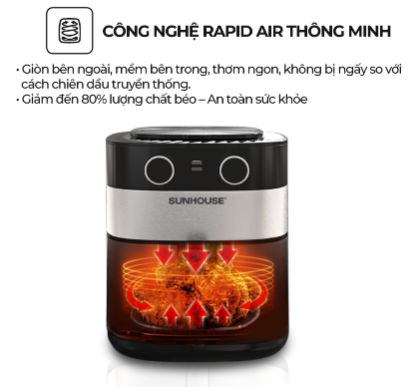 CÔNG NGHỆ RAPID AIR THÔNG MINH
• Giòn bên ngoài, mềm bên trong, thơm ngon, không bị ngấy so với
cách chiên dầu truyền thống.
• Giảm đến 80% lượng chất béo – An toàn sức khỏe
SUNHOUSE